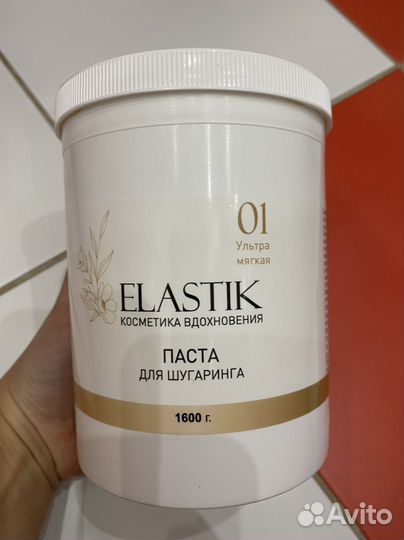 01
Ультра
мягкая
ELASTIK
КОСМЕТИКА ВДОХНОВЕНИЯ
ПАСТА
ДЛЯ ШУГАРИНГА
1600 г.
Avito